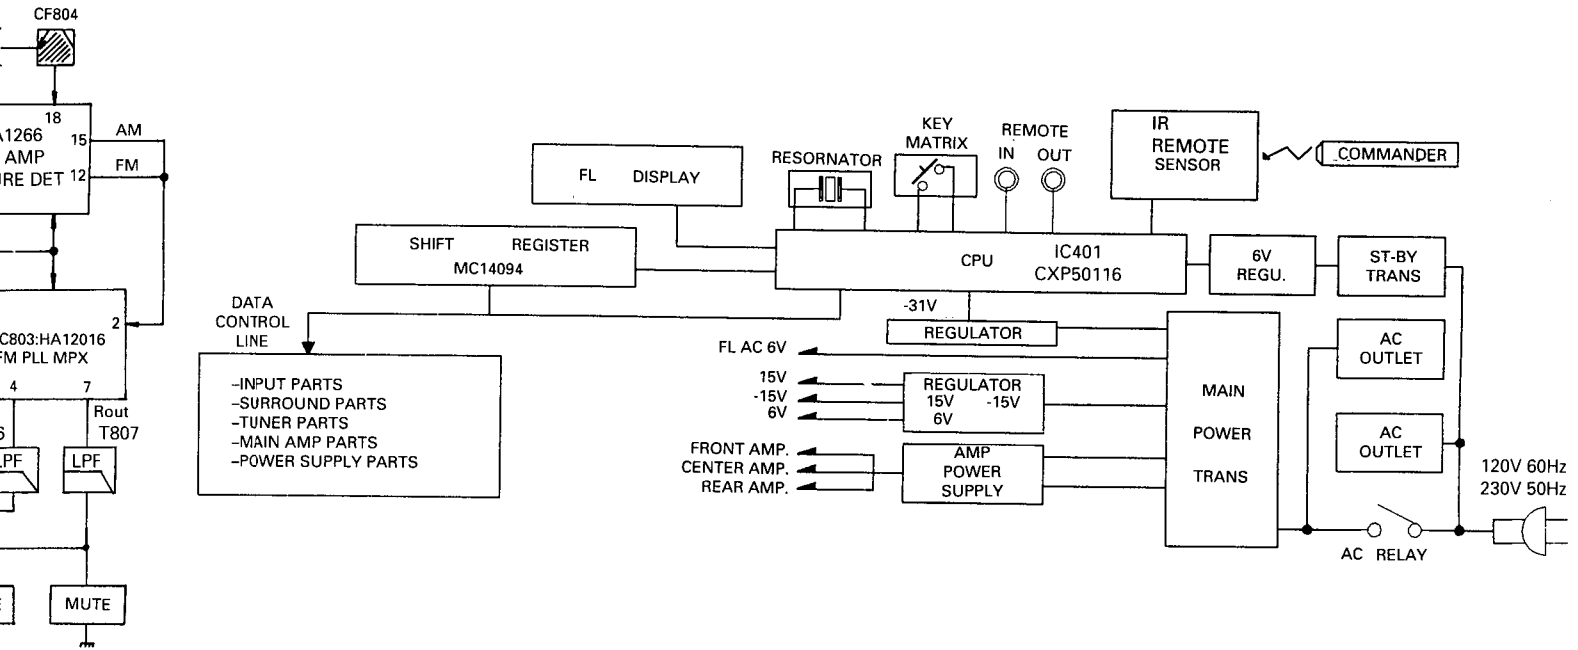 CF804
18
15
AM
AMP
12
FM
2
C803:HA12016
FM PLL MPX
4
7
Rout
T807
LPF
LPF
MUTE
FL DISPLAY
RESORNATOR
KEY
MATRIX
REMOTE
IN OUT
IR
REMOTE
SENSOR
COMMANDER
SHIFT REGISTER
MC14094
CPU
IC401
CXP50116
6V
REGU.
ST-BY
TRANS
DATA
CONTROL
LINE
-31V
REGULATOR
FL AC 6V
-INPUT PARTS
-SURROUND PARTS
-TUNER PARTS
-MAIN AMP PARTS
-POWER SUPPLY PARTS
15V
-15V
6V
REGULATOR
15V -15V
6V
FRONT AMP.
CENTER AMP.
REAR AMP.
AMP
POWER
SUPPLY
MAIN
POWER
TRANS
AC
OUTLET
AC
OUTLET
120V 60Hz
230V 50Hz
AC RELAY